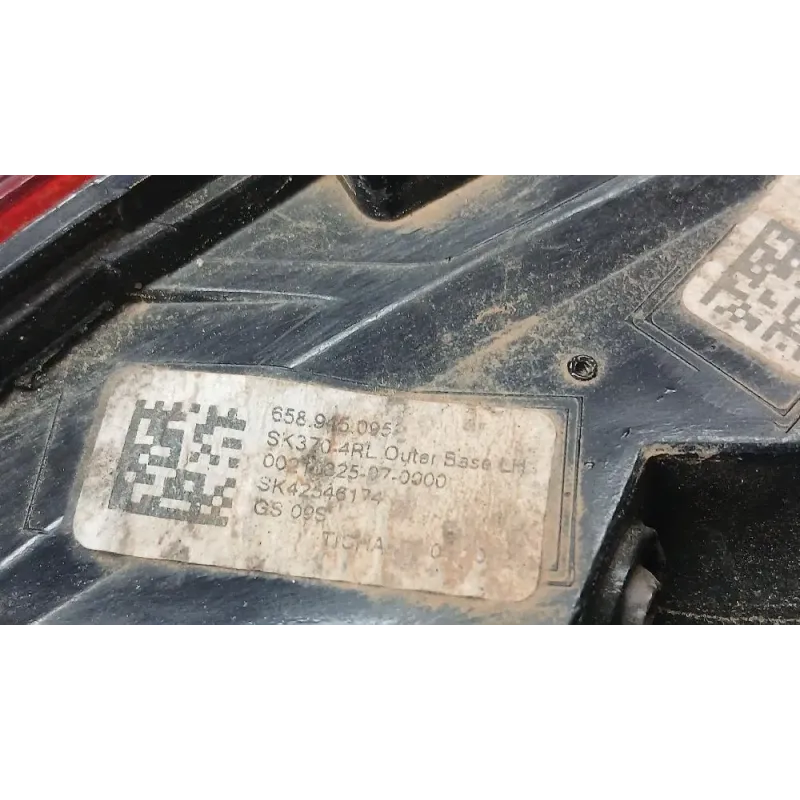 658.945.095
SK370-4RL Outer Base LH
SK42546174
GS 09S